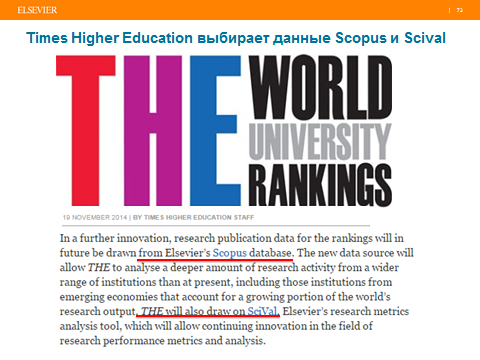 ELSEVIER
| 73
Times Higher Education выбирает данные Scopus и Scival
THE WORLD
UNIVERSITY
RANKINGS
19 NOVEMBER 2014 | BY TIMES HIGHER EDUCATION STAFF
In a further innovation, research publication data for the rankings will in
future be drawn from Elsevier's Scopus database. The new data source will
allow THE to analyse a deeper amount of research activity from a wider
range of institutions than at present, including those institutions from
emerging economies that account for a growing portion of the world's
research output. THE will also draw on SciVal, Elsevier's research metrics
analysis tool, which will allow continuing innovation in the field of
research performance metrics and analysis.